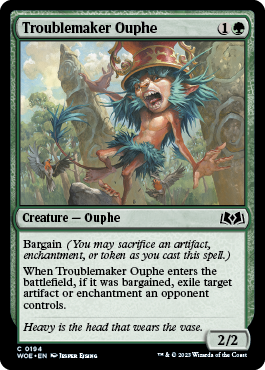 Troublemaker Ouphe 1
Creature — Ouphe
Bargain (You may sacrifice an artifact,
enchantment, or token as you cast this spell.)
When Troublemaker Ouphe enters the
battlefield, if it was bargained, exile target
artifact or enchantment an opponent
controls.
Heavy is the head that wears the vase.
2/2
C 0194
WOE • EN Jesper Ejsing
™ & © 2023 Wizards of the Coast